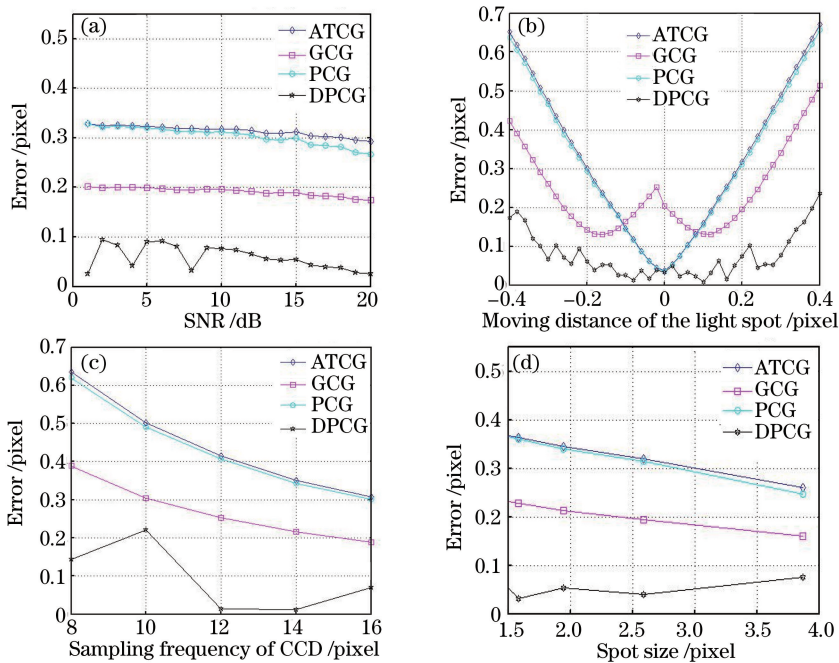 (a)
ATCG
GCG
PCG
DPCG
0.5
0.4
0.3
0.2
0.1
0
Error /pixel
0 5 10 15 20
SNR /dB
(b)
ATCG
GCG
PCG
DPCG
0.7
0.6
0.5
0.4
0.3
0.2
0.1
0
Error /pixel
−0.4 −0.2 0 0.2 0.4
Moving distance of the light spot /pixel
(c)
ATCG
GCG
PCG
DPCG
0.7
0.6
0.5
0.4
0.3
0.2
0.1
0
Error /pixel
8 10 12 14 16
Sampling frequency of CCD /pixel
(d)
ATCG
GCG
PCG
DPCG
0.5
0.4
0.3
0.2
0.1
0
Error /pixel
1.5 2.0 2.5 3.0 3.5 4.0
Spot size /pixel